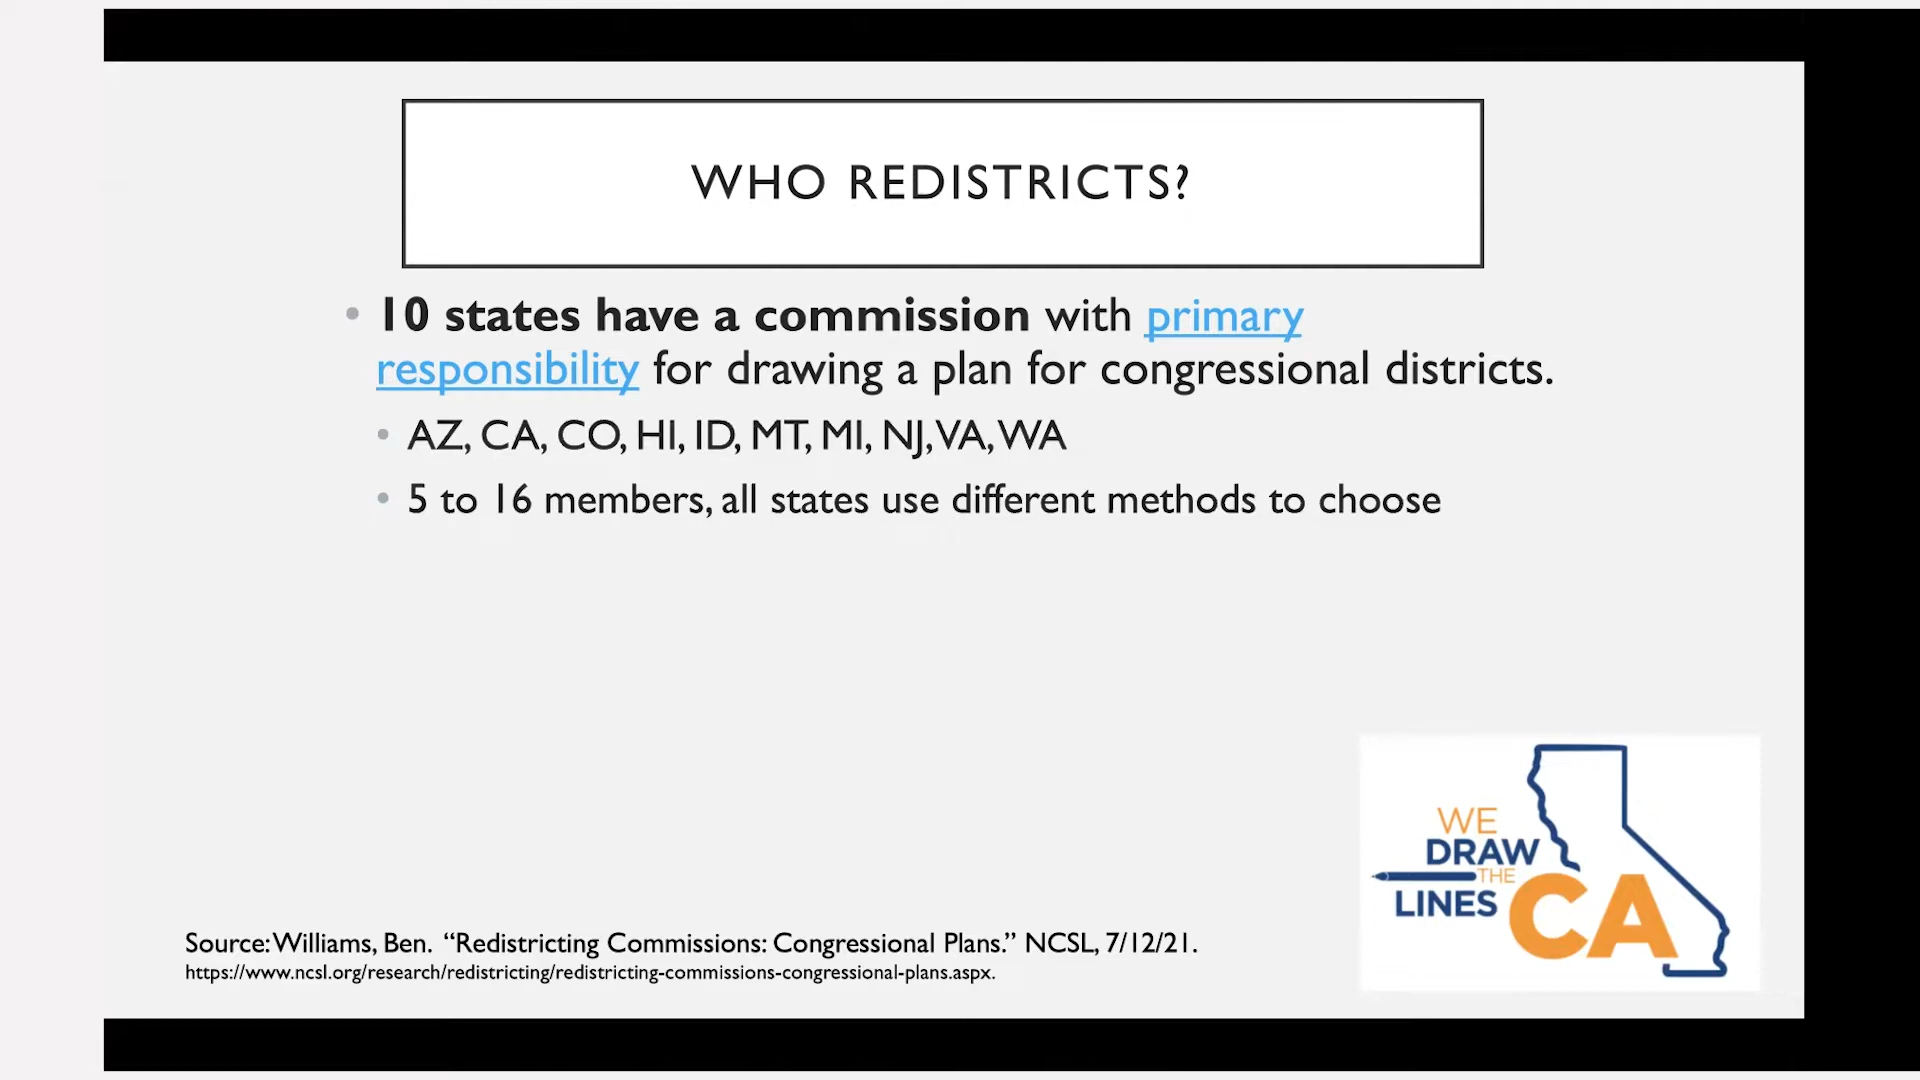 WHO REDISTRICTS?
• 10 states have a commission with primary
responsibility for drawing a plan for congressional districts.
• AZ, CA, CO, HI, ID, MT, MI, NJ, VA, WA
• 5 to 16 members, all states use different methods to choose
WE
DRAW
THE
LINES
CA
Source: Williams, Ben. “Redistricting Commissions: Congressional Plans.” NCSL, 7/12/21.
https://www.ncsl.org/research/redistricting/redistricting-commissions-congressional-plans.aspx.